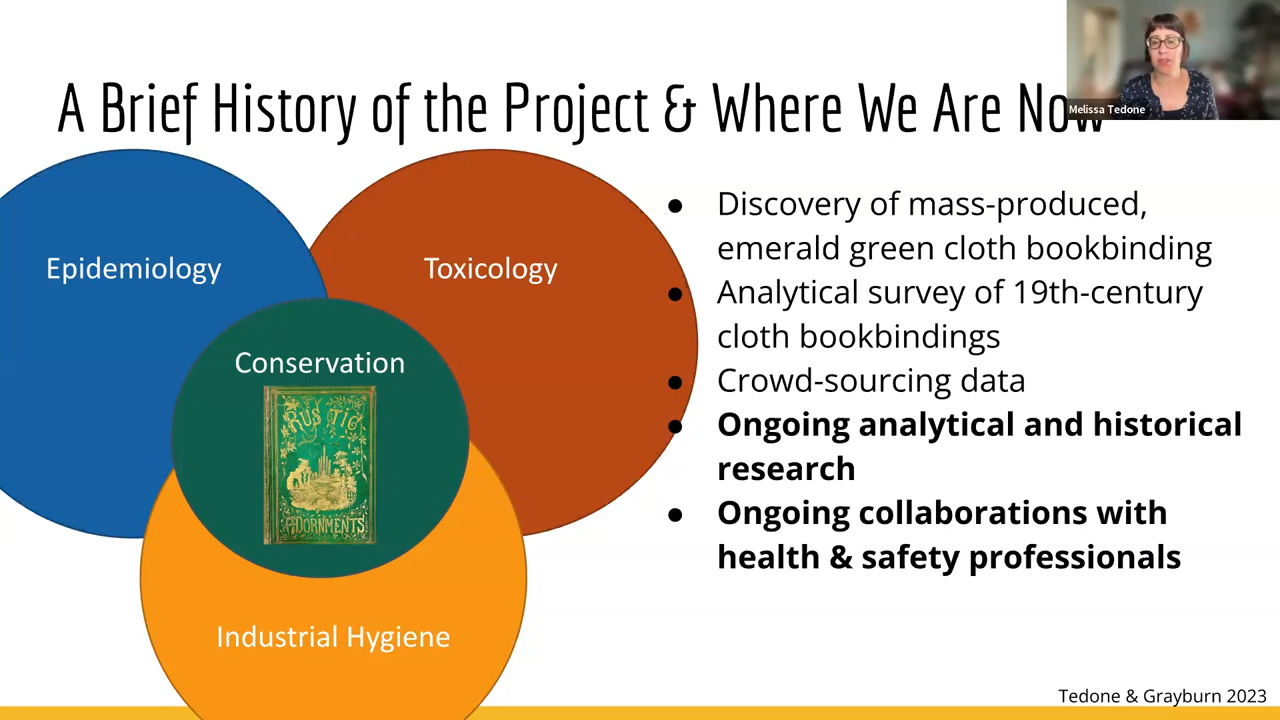 A Brief History of the Project & Where We Are Now
Melissa Tedone
Epidemiology
Toxicology
Conservation
RUSTIC
ADORNMENTS
Industrial Hygiene
● Discovery of mass-produced,
emerald green cloth bookbinding
● Analytical survey of 19th-century
cloth bookbindings
● Crowd-sourcing data
● Ongoing analytical and historical
research
● Ongoing collaborations with
health & safety professionals
Tedone & Grayburn 2023